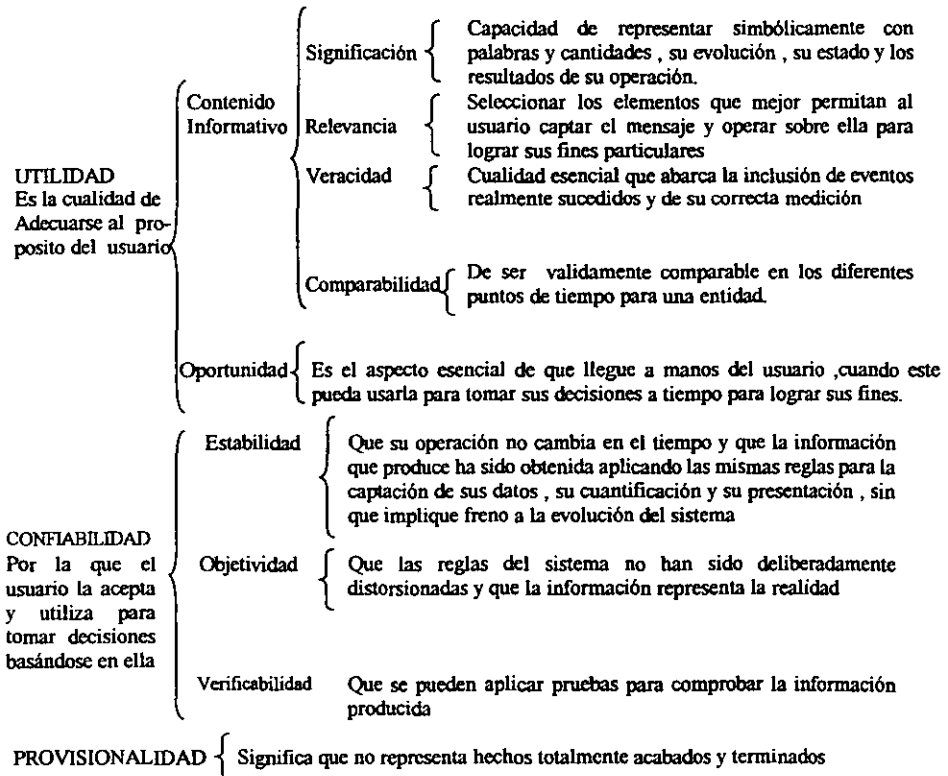 UTILIDAD
Es la cualidad de
Adecuarse al pro-
posito del usuario
Contenido
Informativo
Significación
Capacidad de representar simbólicamente con
palabras y cantidades , su evolución , su estado y los
resultados de su operación.
Relevancia
Seleccionar los elementos que mejor permitan al
usuario captar el mensaje y operar sobre ella para
lograr sus fines particulares
Veracidad
Cualidad esencial que abarca la inclusión de eventos
realmente sucedidos y de su correcta medición
Comparabilidad
De ser validamente comparable en los diferentes
puntos de tiempo para una entidad.
Oportunidad
Es el aspecto esencial de que llegue a manos del usuario ,cuando este
pueda usarla para tomar sus decisiones a tiempo para lograr sus fines.
CONFIABILIDAD
Por la que el
usuario la acepta
y utiliza para
tomar decisiones
basándose en ella
Estabilidad
Que su operación no cambia en el tiempo y que la información
que produce ha sido obtenida aplicando las mismas reglas para la
captación de sus datos , su cuantificación y su presentación , sin
que implique freno a la evolución del sistema
Objetividad
Que las reglas del sistema no han sido deliberadamente
distorsionadas y que la información representa la realidad
Verificabilidad
Que se pueden aplicar pruebas para comprobar la información
producida
PROVISIONALIDAD
Significa que no representa hechos totalmente acabados y terminados